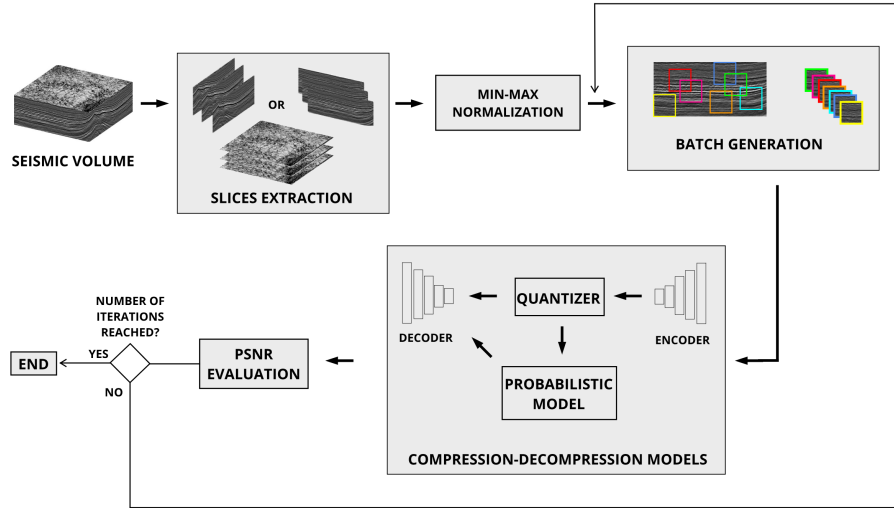 SEISMIC VOLUME
OR
SLICES EXTRACTION
MIN-MAX
NORMALIZATION
BATCH GENERATION
QUANTIZER
DECODER
ENCODER
PROBABILISTIC
MODEL
COMPRESSION-DECOMPRESSION MODELS
PSNR
EVALUATION
NUMBER OF
ITERATIONS
REACHED?
YES
END
NO